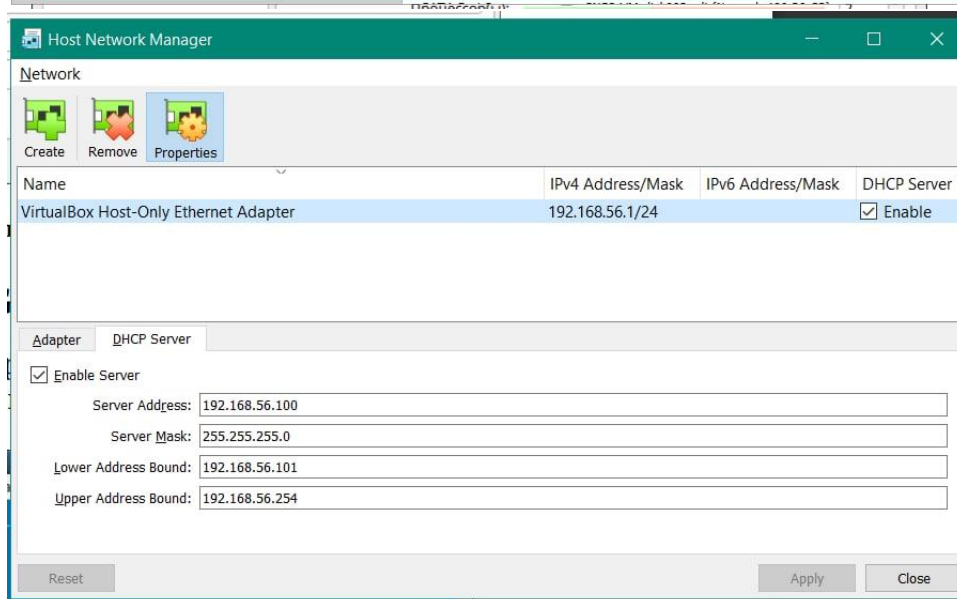 Host Network Manager
Network
Create Remove Properties
Name IPv4 Address/Mask IPv6 Address/Mask DHCP Server
VirtualBox Host-Only Ethernet Adapter 192.168.56.1/24 Enable
Adapter DHCP Server
Enable Server
Server Address: 192.168.56.100
Server Mask: 255.255.255.0
Lower Address Bound: 192.168.56.101
Upper Address Bound: 192.168.56.254
Reset Apply Close